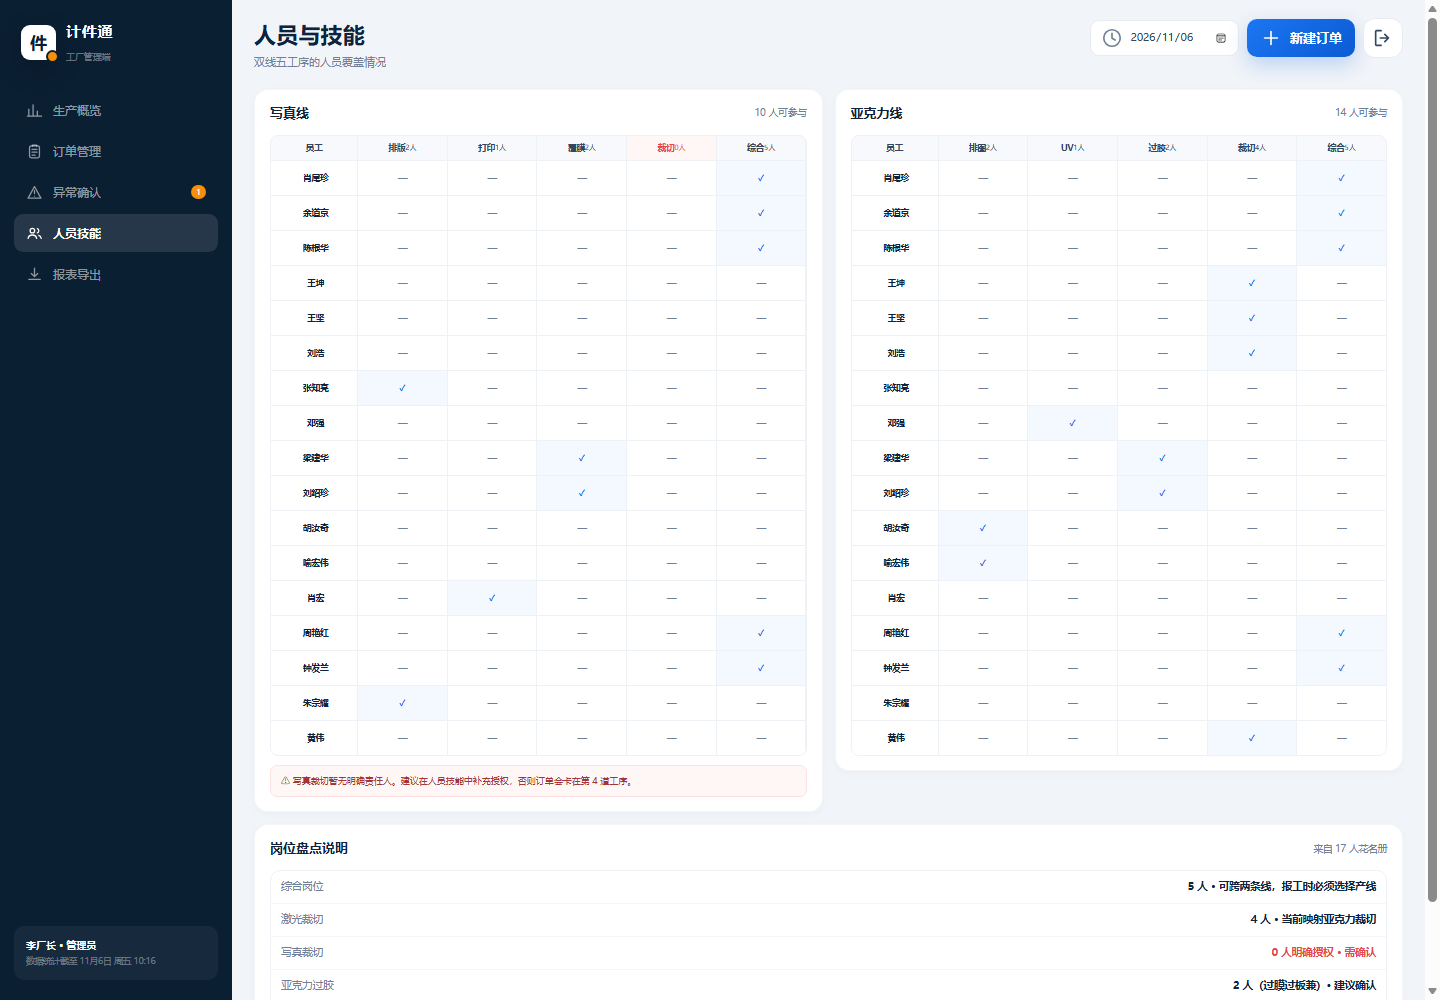 件
计件通
工厂管理端
生产概览
订单管理
异常确认 1
人员技能
报表导出
李厂长 • 管理员
数据统计截至 11月6日 周五 10:16
人员与技能
双线五工序的人员覆盖情况
2026/11/06
新建订单
写真线 10 人可参与
员工 排版2人 打印1人 覆膜2人 裁切0人 综合5人
肖尾珍 — — — — ✓
余道京 — — — — ✓
陈根华 — — — — ✓
王坤 — — — — —
王坚 — — — — —
刘浩 — — — — —
张知亮 ✓ — — — —
邓强 — — — — —
梁建华 — — ✓ — —
刘昭珍 — — ✓ — —
胡汝奇 — — — — —
喻宏伟 — — — — —
肖宏 — ✓ — — —
周艳红 — — — — ✓
钟发兰 — — — — ✓
朱宗耀 ✓ — — — —
黄伟 — — — — —
⚠ 写真裁切暂无明确责任人。建议在人员技能中补充授权，否则订单会卡在第 4 道工序。
亚克力线 14 人可参与
员工 排图2人 UV1人 过胶2人 裁切4人 综合5人
肖尾珍 — — — — ✓
余道京 — — — — ✓
陈根华 — — — — ✓
王坤 — — — ✓ —
王坚 — — — ✓ —
刘浩 — — — ✓ —
张知亮 — — — — —
邓强 — ✓ — — —
梁建华 — — ✓ — —
刘昭珍 — — ✓ — —
胡汝奇 ✓ — — — —
喻宏伟 ✓ — — — —
肖宏 — — — — —
周艳红 — — — — ✓
钟发兰 — — — — ✓
朱宗耀 — — — — —
黄伟 — — — ✓ —
岗位盘点说明 来自 17 人花名册
综合岗位 5 人 • 可跨两条线，报工时必须选择产线
激光裁切 4 人 • 当前映射亚克力裁切
写真裁切 0 人明确授权 • 需确认
亚克力过胶 2 人（过膜过板兼）• 建议确认